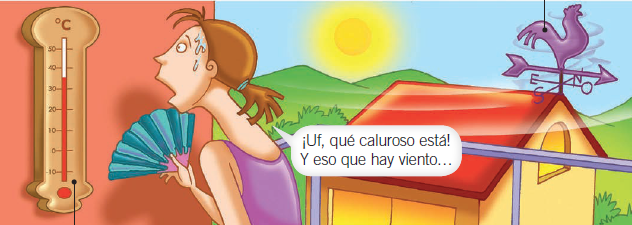 °C
50
40
30
20
10
0
-10
¡Uf, qué caluroso está!
Y eso que hay viento...
N
E
O
S